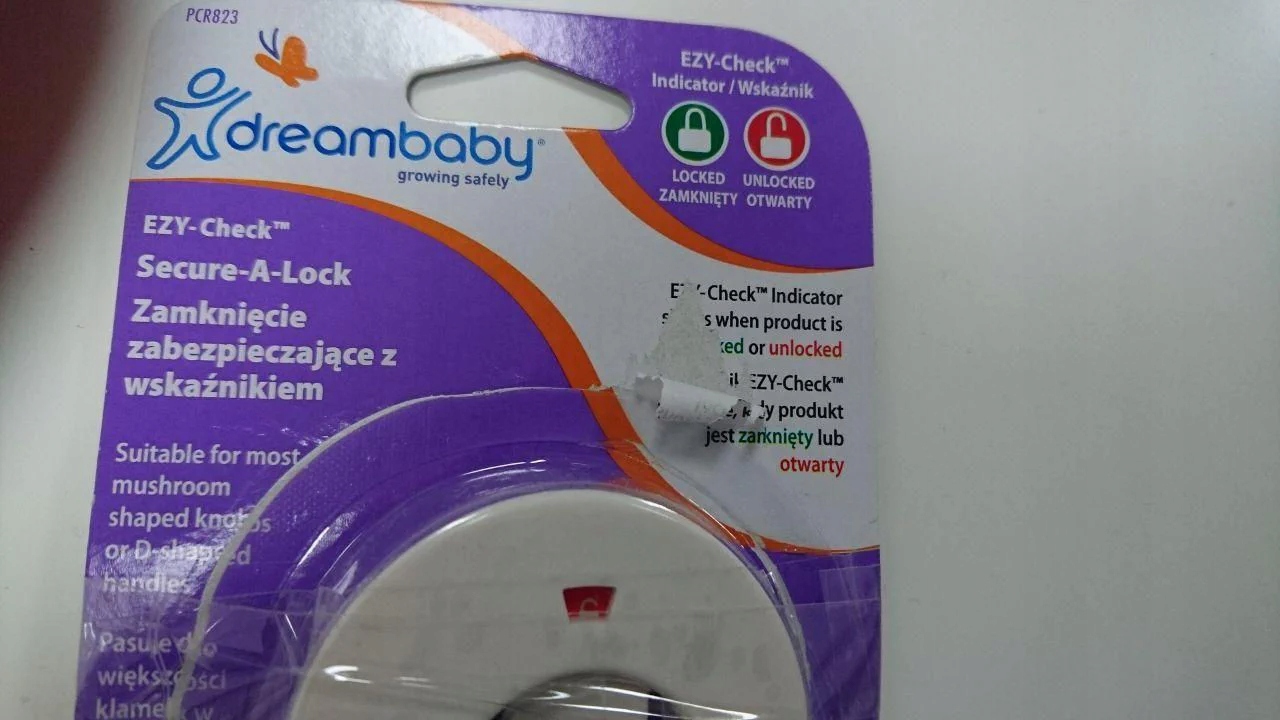 PCR823
dreambaby®
growing safely
EZY-Check™
Indicator / Wskaźnik
LOCKED UNLOCKED
ZAMKNIĘTY OTWARTY
EZY-Check™
Secure-A-Lock
Zamknięcie
zabezpieczające z
wskaźnikiem
Check™ Indicator
when product is
or unlocked
EZY-Check™
produkt
jest zamknięty lub
otwarty
Suitable for most
mushroom
shaped knobs
or D-shaped
handles
Pasuje do
większości
w